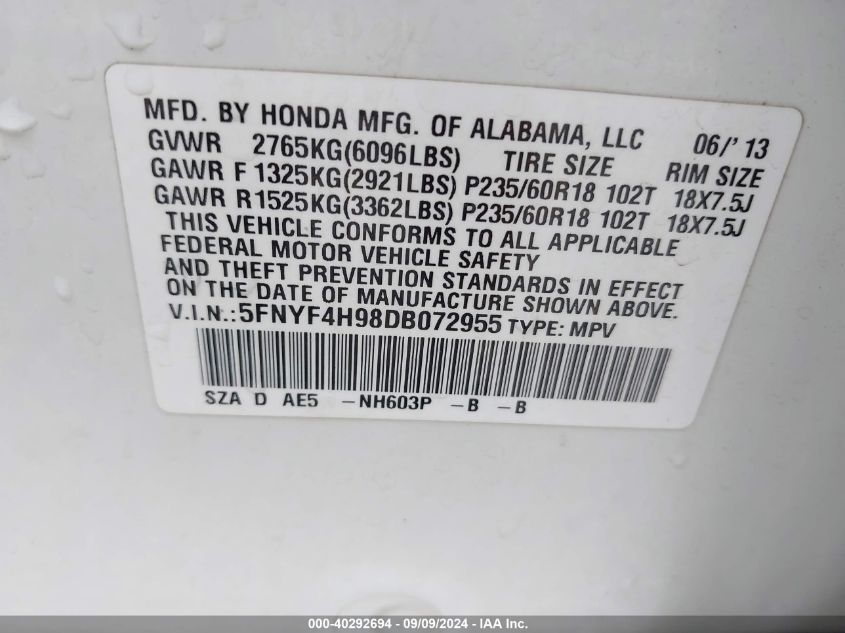 MFD. BY HONDA MFG. OF ALABAMA, LLC 06/' 13
GVWR 2765KG(6096LBS) TIRE SIZE RIM SIZE
GAWR F 1325KG(2921LBS) P235/60R18 102T 18X7.5J
GAWR R 1525KG(3362LBS) P235/60R18 102T 18X7.5J
THIS VEHICLE CONFORMS TO ALL APPLICABLE
FEDERAL MOTOR VEHICLE SAFETY
AND THEFT PREVENTION STANDARDS IN EFFECT
ON THE DATE OF MANUFACTURE SHOWN ABOVE.
V.I.N.:5FNYF4H98DB072955 TYPE: MPV
SZA D AE5 -NH603P -B -B
000-40292694 - 09/09/2024 - IAA Inc.